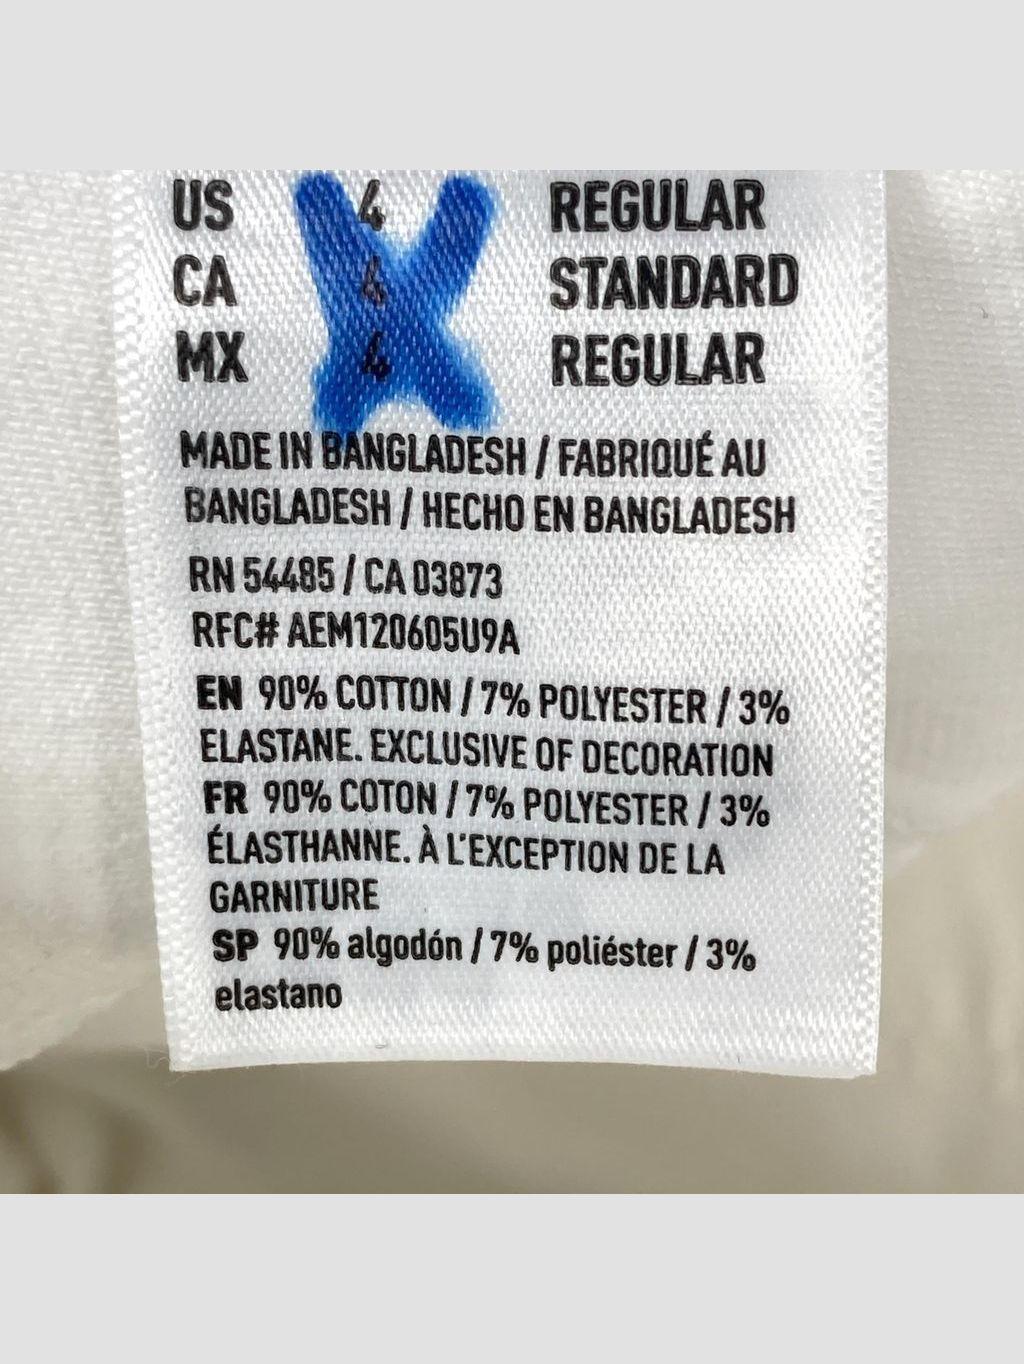 US 4 REGULAR
CA 4 STANDARD
MX 4 REGULAR
MADE IN BANGLADESH / FABRIQUÉ AU
BANGLADESH / HECHO EN BANGLADESH
RN 54485 / CA 03873
RFC# AEM120605U9A
EN 90% COTTON / 7% POLYESTER / 3%
ELASTANE. EXCLUSIVE OF DECORATION
FR 90% COTON / 7% POLYESTER / 3%
ÉLASTHANNE. À L'EXCEPTION DE LA
GARNITURE
SP 90% algodón / 7% poliéster / 3%
elastano